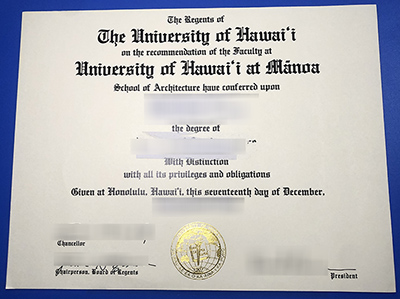 The Regents of
The University of Hawaiʻi
on the recommendation of the Faculty at
University of Hawaiʻi at Mānoa
School of Architecture have conferred upon
the degree of
With Distinction
with all its privileges and obligations
Given at Honolulu, Hawaiʻi, this seventeenth day of December,
Chancellor
Chairperson, Board of Regents
President